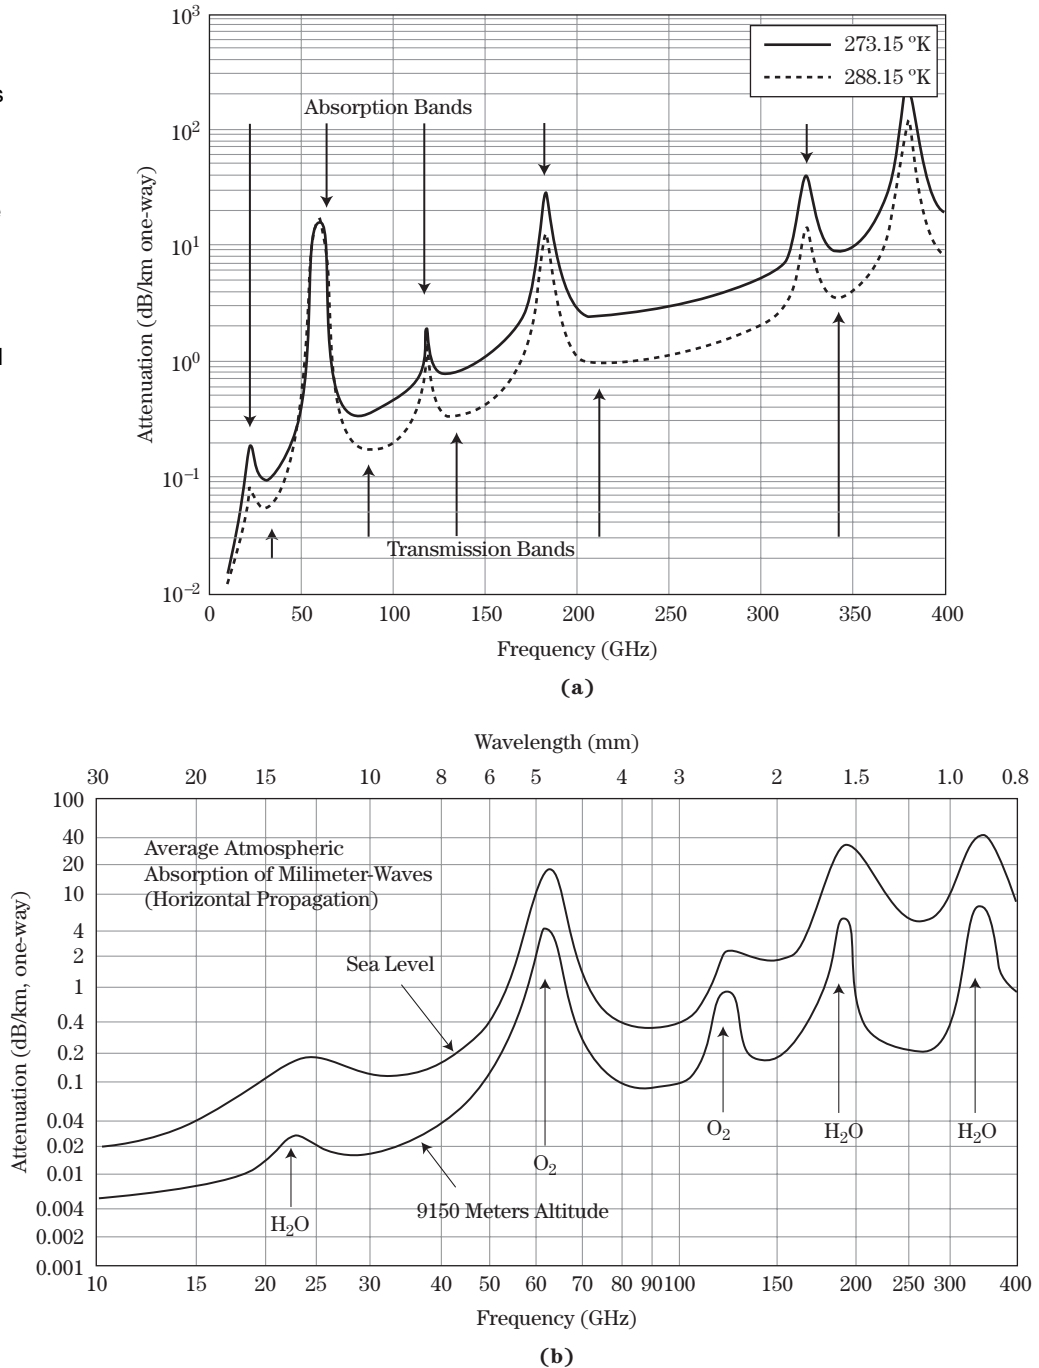 s
l
10³
10²
10¹
10⁰
10⁻¹
10⁻²
Attenuation (dB/km one-way)
273.15 ºK
288.15 ºK
Absorption Bands
Transmission Bands
0 50 100 150 200 250 300 350 400
Frequency (GHz)
(a)
Wavelength (mm)
30 20 15 10 8 6 5 4 3 2 1.5 1.0 0.8
100
40
20
10
4
2
1
0.4
0.2
0.1
0.04
0.02
0.01
0.004
0.002
0.001
Attenuation (dB/km, one-way)
Average Atmospheric
Absorption of Milimeter-Waves
(Horizontal Propagation)
Sea Level
O₂
H₂O
H₂O
O₂
9150 Meters Altitude
H₂O
10 15 20 25 30 40 50 60 70 80 90 100 150 200 250 300 400
Frequency (GHz)
(b)